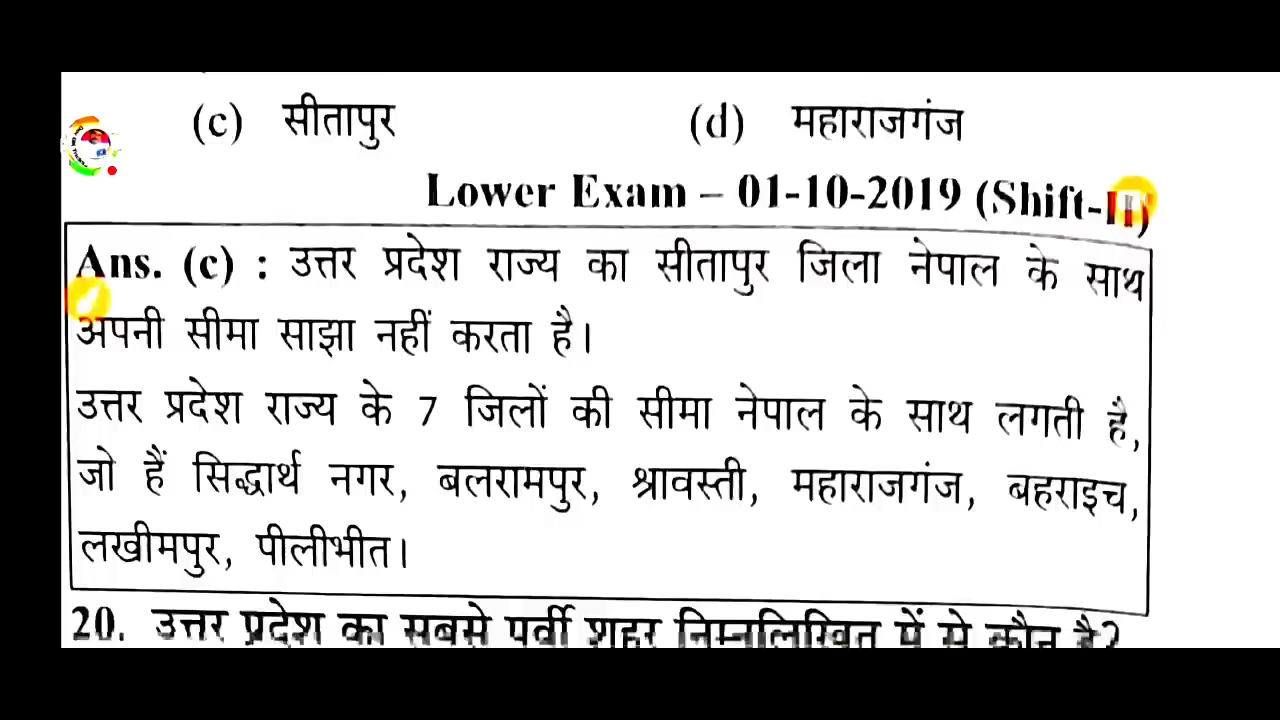 (c) सीतापुर (d) महाराजगंज
Lower Exam – 01-10-2019 (Shift-II)
Ans. (c) : उत्तर प्रदेश राज्य का सीतापुर जिला नेपाल के साथ
अपनी सीमा साझा नहीं करता है।
उत्तर प्रदेश राज्य के 7 जिलों की सीमा नेपाल के साथ लगती है,
जो हैं सिद्धार्थ नगर, बलरामपुर, श्रावस्ती, महाराजगंज, बहराइच,
लखीमपुर, पीलीभीत।
20. उत्तर प्रदेश का सबसे पूर्वी शहर निम्नलिखित में से कौन है?